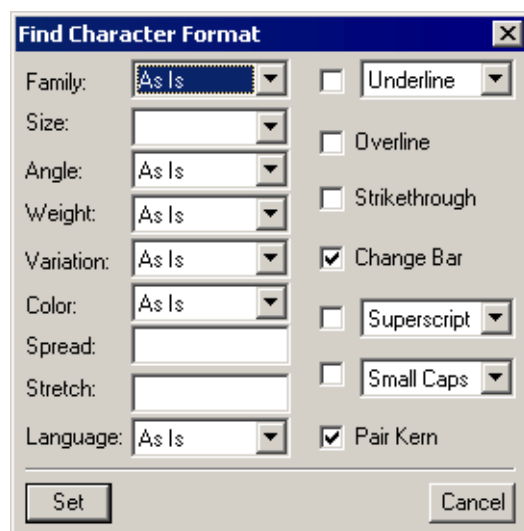 Find Character Format
Family: As Is Underline
Size:
Overline
Angle: As Is
Strikethrough
Weight: As Is
Variation: As Is Change Bar
Color: As Is Superscript
Spread:
Stretch: Small Caps
Language: As Is Pair Kern
Set Cancel